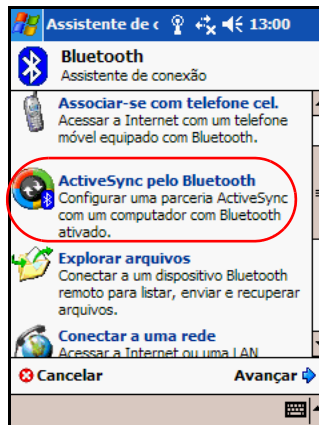 Assistente de c 13:00
Bluetooth
Assistente de conexão
Associar-se com telefone cel.
Acessar a Internet com um telefone
móvel equipado com Bluetooth.
ActiveSync pelo Bluetooth
Configurar uma parceria ActiveSync
com um computador com Bluetooth
ativado.
Explorar arquivos
Conectar a um dispositivo Bluetooth
remoto para listar, enviar e recuperar
arquivos.
Conectar a uma rede
Acessar a Internet ou uma LAN
Cancelar Avançar